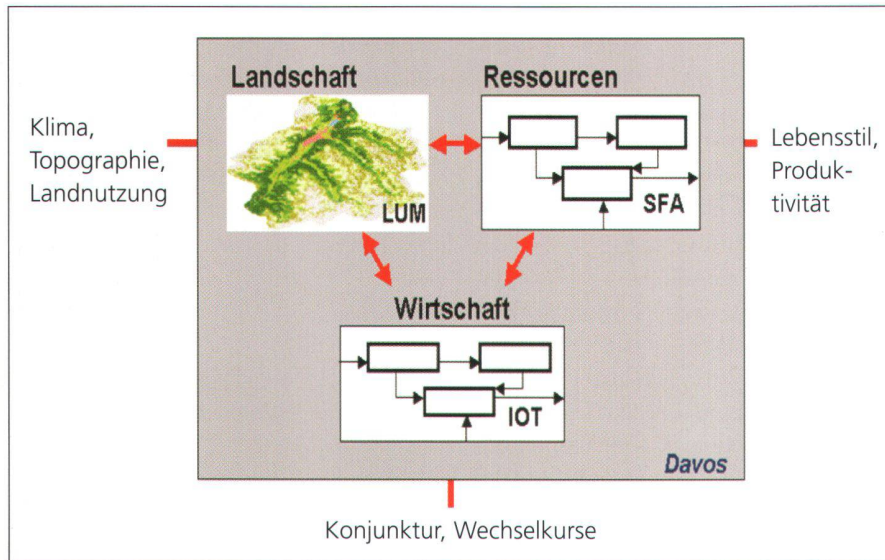 Landschaft
Ressourcen
Klima,
Topographie,
Landnutzung
LUM
SFA
Lebensstil,
Produk-
tivität
Wirtschaft
IOT
Davos
Konjunktur, Wechselkurse